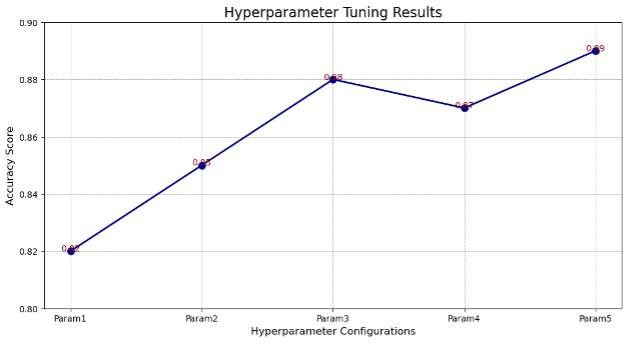 Hyperparameter Tuning Results
Accuracy Score
0.90
0.88
0.86
0.84
0.82
0.80
0.82
0.85
0.88
0.87
0.89
Param1
Param2
Param3
Param4
Param5
Hyperparameter Configurations